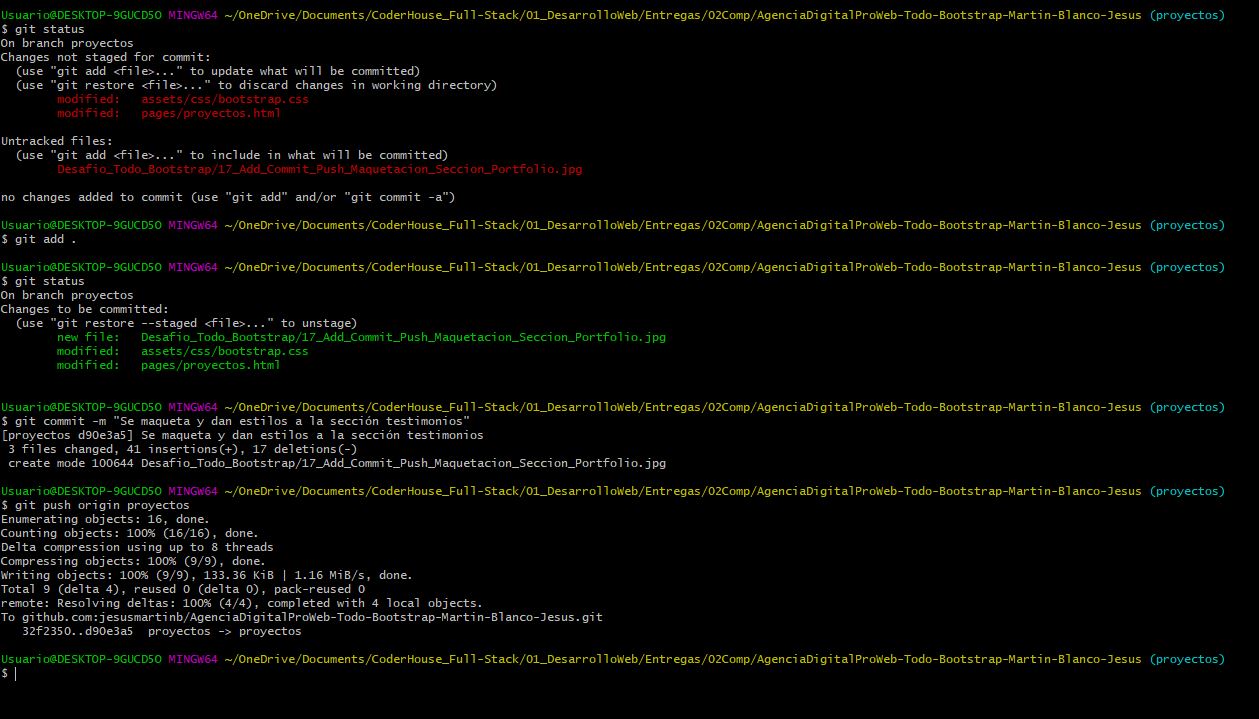 Usuario@DESKTOP-9GUCD5O MINGW64 ~/OneDrive/Documents/CoderHouse_Full-Stack/01_DesarrolloWeb/Entregas/02Comp/AgenciaDigitalProWeb-Todo-Bootstrap-Martin-Blanco-Jesus (proyectos)
$ git status
On branch proyectos
Changes not staged for commit:
  (use "git add <file>..." to update what will be committed)
  (use "git restore <file>..." to discard changes in working directory)
        modified:   assets/css/bootstrap.css
        modified:   pages/proyectos.html

Untracked files:
  (use "git add <file>..." to include in what will be committed)
        Desafio_Todo_Bootstrap/17_Add_Commit_Push_Maquetacion_Seccion_Portfolio.jpg

no changes added to commit (use "git add" and/or "git commit -a")

Usuario@DESKTOP-9GUCD5O MINGW64 ~/OneDrive/Documents/CoderHouse_Full-Stack/01_DesarrolloWeb/Entregas/02Comp/AgenciaDigitalProWeb-Todo-Bootstrap-Martin-Blanco-Jesus (proyectos)
$ git add .

Usuario@DESKTOP-9GUCD5O MINGW64 ~/OneDrive/Documents/CoderHouse_Full-Stack/01_DesarrolloWeb/Entregas/02Comp/AgenciaDigitalProWeb-Todo-Bootstrap-Martin-Blanco-Jesus (proyectos)
$ git status
On branch proyectos
Changes to be committed:
  (use "git restore --staged <file>..." to unstage)
        new file:   Desafio_Todo_Bootstrap/17_Add_Commit_Push_Maquetacion_Seccion_Portfolio.jpg
        modified:   assets/css/bootstrap.css
        modified:   pages/proyectos.html

Usuario@DESKTOP-9GUCD5O MINGW64 ~/OneDrive/Documents/CoderHouse_Full-Stack/01_DesarrolloWeb/Entregas/02Comp/AgenciaDigitalProWeb-Todo-Bootstrap-Martin-Blanco-Jesus (proyectos)
$ git commit -m "Se maqueta y dan estilos a la sección testimonios"
[proyectos d90e3a5] Se maqueta y dan estilos a la sección testimonios
 3 files changed, 41 insertions(+), 17 deletions(-)
 create mode 100644 Desafio_Todo_Bootstrap/17_Add_Commit_Push_Maquetacion_Seccion_Portfolio.jpg

Usuario@DESKTOP-9GUCD5O MINGW64 ~/OneDrive/Documents/CoderHouse_Full-Stack/01_DesarrolloWeb/Entregas/02Comp/AgenciaDigitalProWeb-Todo-Bootstrap-Martin-Blanco-Jesus (proyectos)
$ git push origin proyectos
Enumerating objects: 16, done.
Counting objects: 100% (16/16), done.
Delta compression using up to 8 threads
Compressing objects: 100% (9/9), done.
Writing objects: 100% (9/9), 133.36 KiB | 1.16 MiB/s, done.
Total 9 (delta 4), reused 0 (delta 0), pack-reused 0
remote: Resolving deltas: 100% (4/4), completed with 4 local objects.
To github.com:jesusmartinb/AgenciaDigitalProWeb-Todo-Bootstrap-Martin-Blanco-Jesus.git
   32f2350..d90e3a5  proyectos -> proyectos

Usuario@DESKTOP-9GUCD5O MINGW64 ~/OneDrive/Documents/CoderHouse_Full-Stack/01_DesarrolloWeb/Entregas/02Comp/AgenciaDigitalProWeb-Todo-Bootstrap-Martin-Blanco-Jesus (proyectos)
$